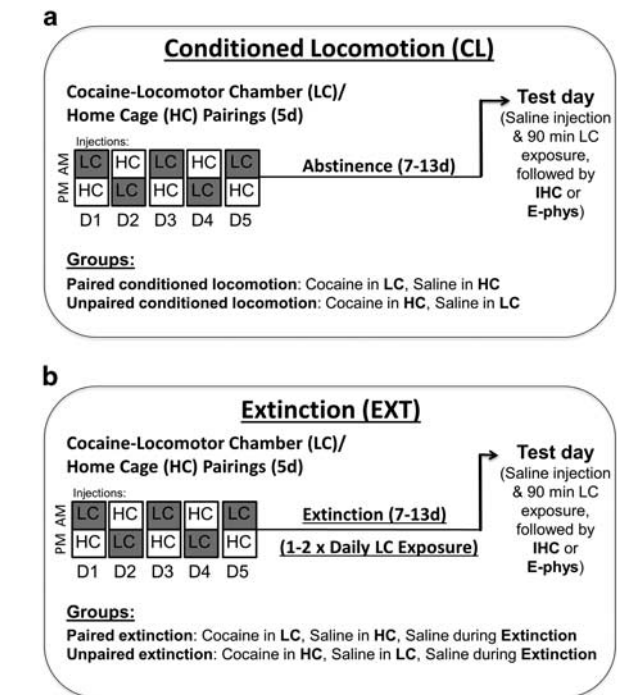 a
Conditioned Locomotion (CL)
Cocaine-Locomotor Chamber (LC)/
Home Cage (HC) Pairings (5d)
Injections:
AM LC HC LC HC LC
PM HC LC HC LC HC
D1 D2 D3 D4 D5
Abstinence (7-13d)
Test day
(Saline injection
& 90 min LC
exposure,
followed by
IHC or
E-phys)
Groups:
Paired conditioned locomotion: Cocaine in LC, Saline in HC
Unpaired conditioned locomotion: Cocaine in HC, Saline in LC
b
Extinction (EXT)
Cocaine-Locomotor Chamber (LC)/
Home Cage (HC) Pairings (5d)
Injections:
AM LC HC LC HC LC
PM HC LC HC LC HC
D1 D2 D3 D4 D5
Extinction (7-13d)
(1-2 x Daily LC Exposure)
Test day
(Saline injection
& 90 min LC
exposure,
followed by
IHC or
E-phys)
Groups:
Paired extinction: Cocaine in LC, Saline in HC, Saline during Extinction
Unpaired extinction: Cocaine in HC, Saline in LC, Saline during Extinction